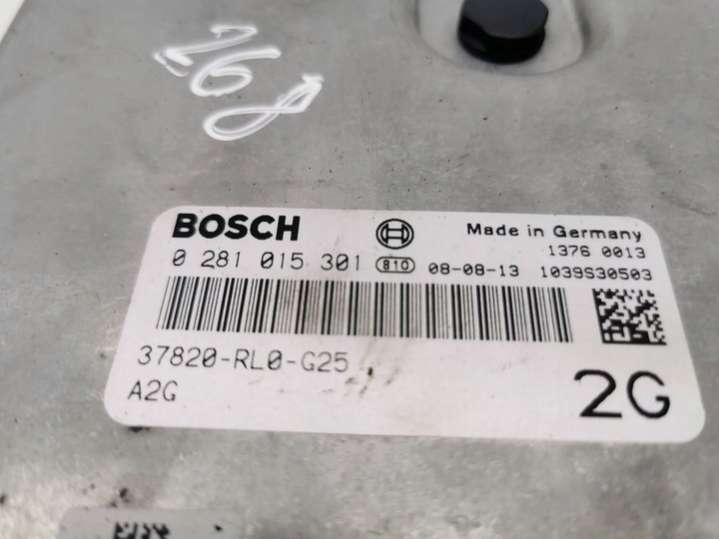 268
BOSCH
Made in Germany
1376 0013
0 281 015 301 810 08-08-13 1039S30503
37820-RL0-G25
A2G
2G